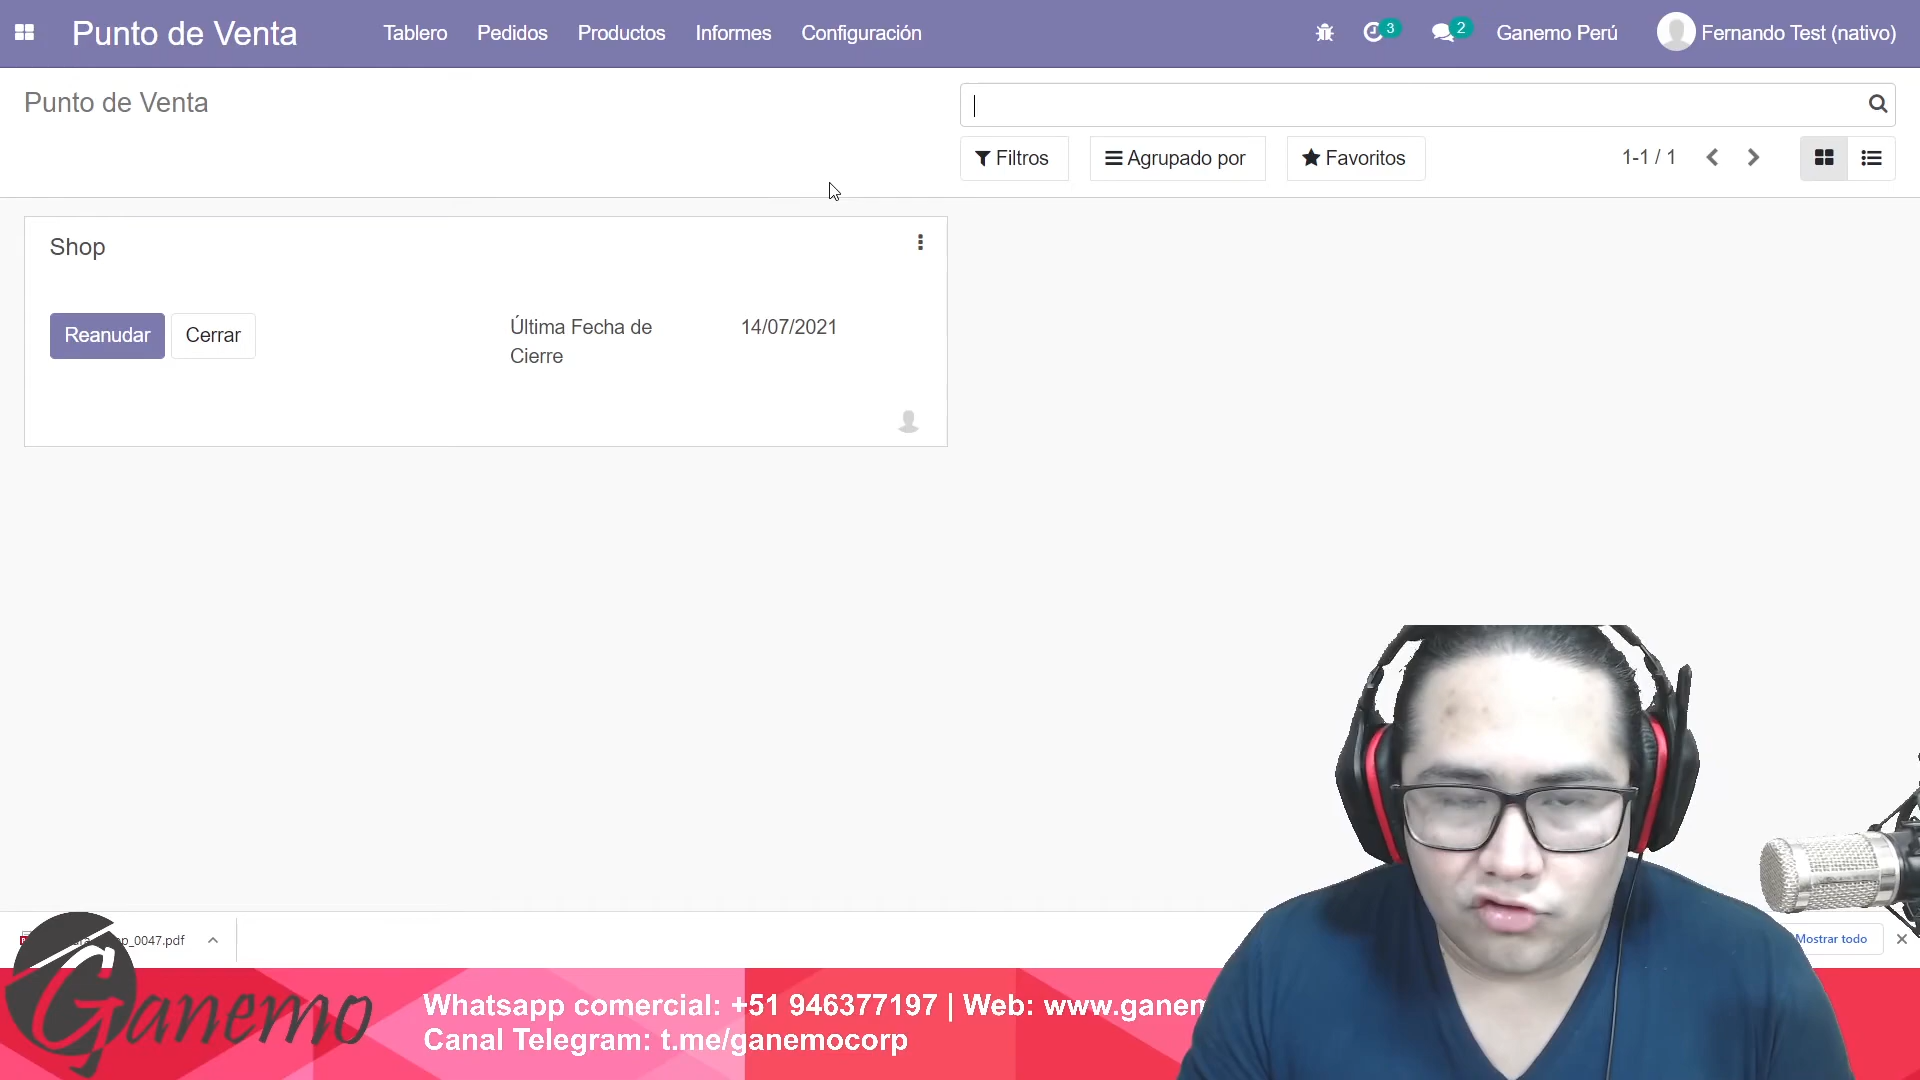 Punto de Venta
Tablero
Pedidos
Productos
Informes
Configuración
3
2
Ganemo Perú
Fernando Test (nativo)
Punto de Venta
Filtros
Agrupado por
Favoritos
1-1 / 1
Shop
Reanudar
Cerrar
Última Fecha de
Cierre
14/07/2021
_0047.pdf
Mostrar todo
Ganemo
Whatsapp comercial: +51 946377197 | Web: www.ganem
Canal Telegram: t.me/ganemocorp